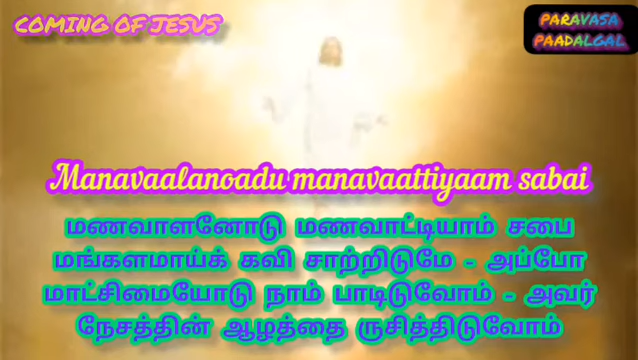 COMING OF JESUS
PARAVASA
PAADALGAL
Manavaalanoadu manavaattiyaam sabai
மணவாளனோடு மணவாட்டியாம் சபை
மங்களமாய்க் கவி சாற்றிடுமே - அப்போ
மாட்சிமையோடு நாம் பாடிடுவோம் - அவர்
நேசத்தின் ஆழத்தை ருசித்திடுவோம்